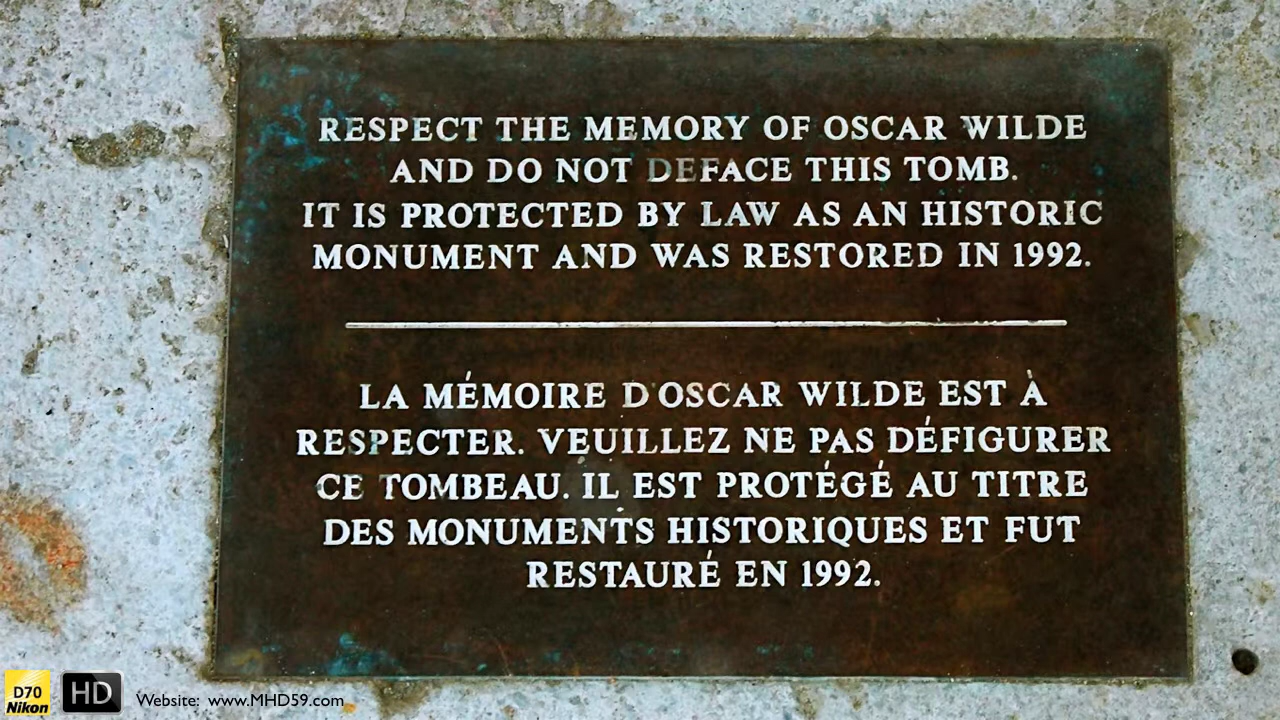 RESPECT THE MEMORY OF OSCAR WILDE
AND DO NOT DEFACE THIS TOMB.
IT IS PROTECTED BY LAW AS AN HISTORIC
MONUMENT AND WAS RESTORED IN 1992.
LA MÉMOIRE D'OSCAR WILDE EST À
RESPECTER. VEUILLEZ NE PAS DÉFIGURER
CE TOMBEAU. IL EST PROTÉGÉ AU TITRE
DES MONUMENTS HISTORIQUES ET FUT
RESTAURÉ EN 1992.
D70
Nikon
HD
Website: www.MHD59.com